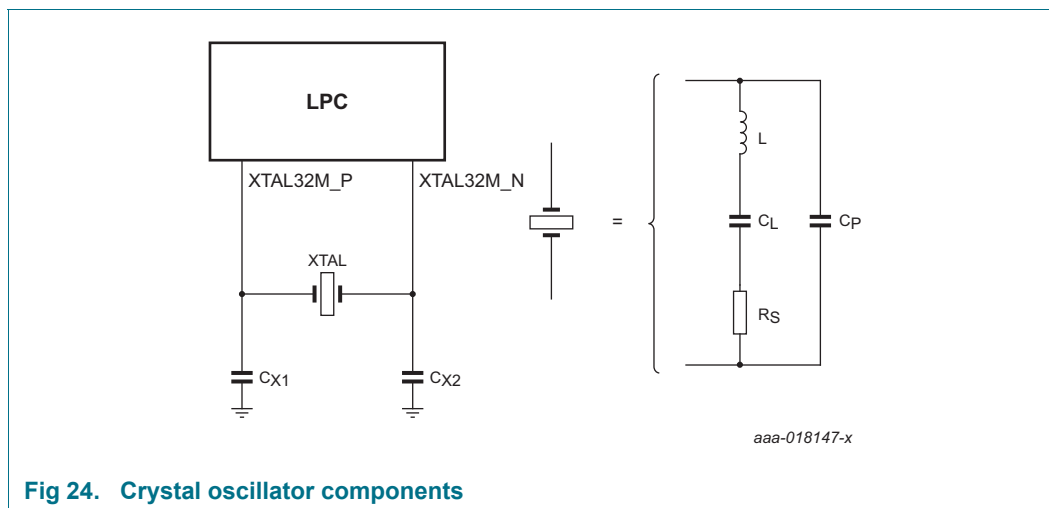 LPC
XTAL32M_P
XTAL32M_N
XTAL
CX1
CX2
=
L
CL
CP
RS
aaa-018147-x
Fig 24. Crystal oscillator components